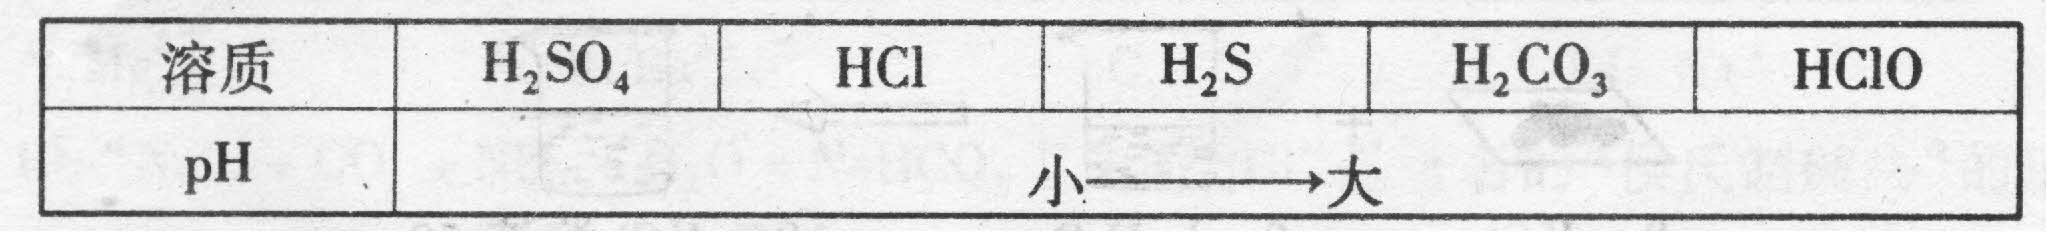 溶质 H₂SO₄ HCl H₂S H₂CO₃ HClO
pH 小→大